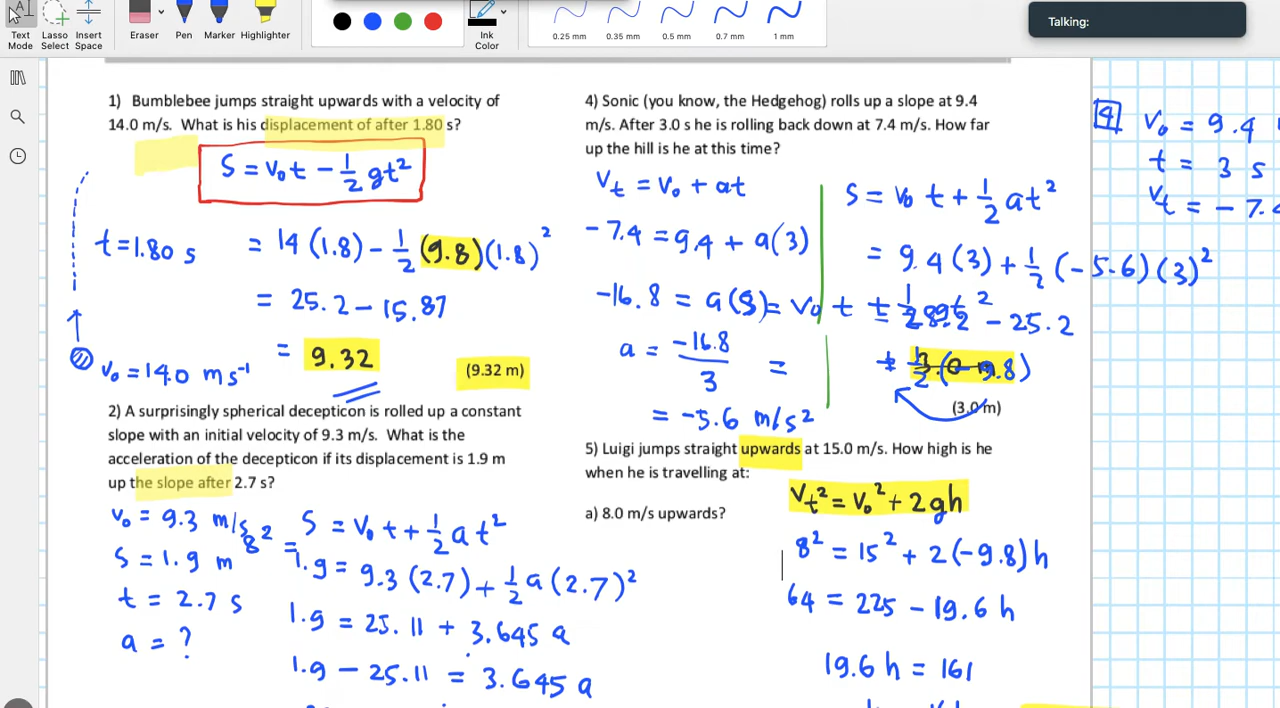 Text Mode
Lasso Select
Insert Space
Eraser
Pen
Marker
Highlighter
Ink Color
0.25 mm
0.35 mm
0.5 mm
0.7 mm
1 mm
Talking:
1) Bumblebee jumps straight upwards with a velocity of
14.0 m/s. What is his displacement of after 1.80 s?
S = V₀t - 1/2 gt²
t = 1.80 s
= 14 (1.8) - 1/2 (9.8)(1.8)²
= 25.2 - 15.87
= 9.32
(9.32 m)
V₀ = 14.0 ms⁻¹
2) A surprisingly spherical decepticon is rolled up a constant
slope with an initial velocity of 9.3 m/s. What is the
acceleration of the decepticon if its displacement is 1.9 m
up the slope after 2.7 s?
V₀ = 9.3 m/s
S = 1.9 m
t = 2.7 s
a = ?
8² =
S = V₀ t + 1/2 a t²
1.9 = 9.3 (2.7) + 1/2 a (2.7)²
1.9 = 25.11 + 3.645 a
1.9 - 25.11 = 3.645 a
4) Sonic (you know, the Hedgehog) rolls up a slope at 9.4
m/s. After 3.0 s he is rolling back down at 7.4 m/s. How far
up the hill is he at this time?
Vt = V₀ + at
-7.4 = 9.4 + a(3)
-16.8 = a(
a = -16.8/3 =
= -5.6 m/s²
S = V₀ t + 1/2 at²
= 9.4 (3) + 1/2 (-5.6) (3)²
= V₀ t
- 25.2
(3.0 m)
5) Luigi jumps straight upwards at 15.0 m/s. How high is he
when he is travelling at:
a) 8.0 m/s upwards?
Vt² = V₀² + 2gh
8² = 15² + 2(-9.8)h
64 = 225 - 19.6 h
19.6 h = 161
4
V₀ = 9.4
t = 3 s
Vt = - 7.4